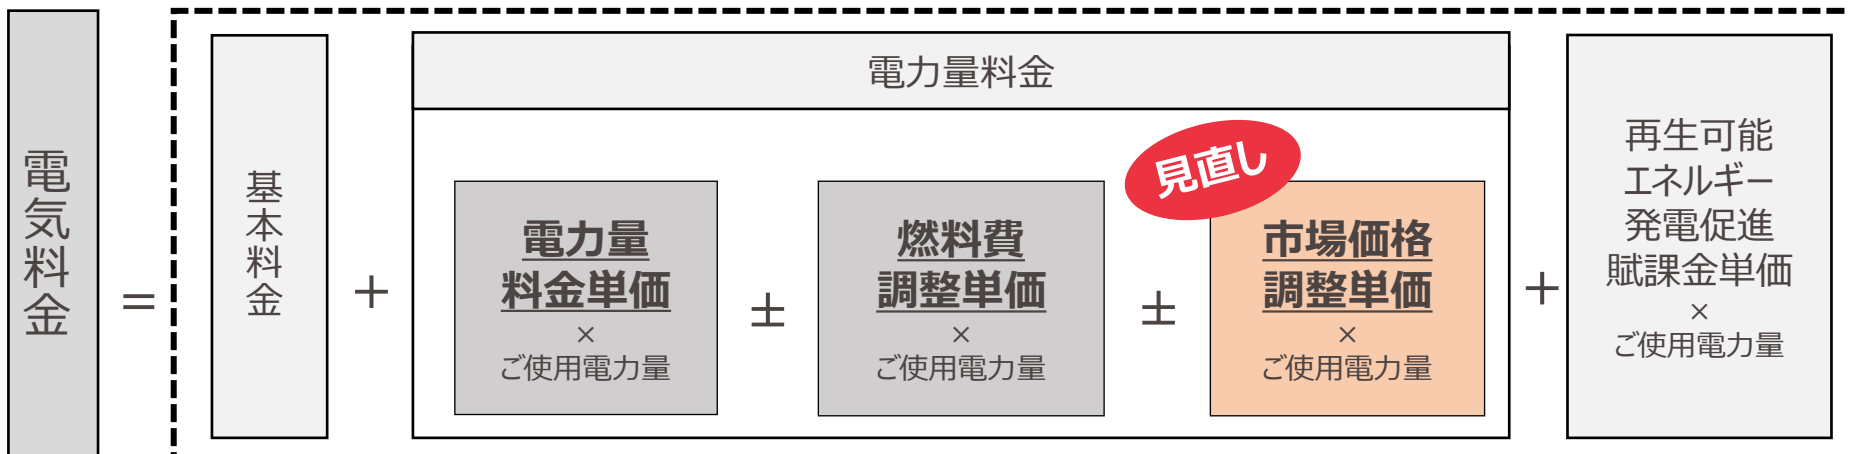 電気料金
＝
基本料金
＋
電力量料金
電力量
料金単価
×
ご使用電力量
±
燃料費
調整単価
×
ご使用電力量
±
見直し
市場価格
調整単価
×
ご使用電力量
＋
再生可能
エネルギー
発電促進
賦課金単価
×
ご使用電力量